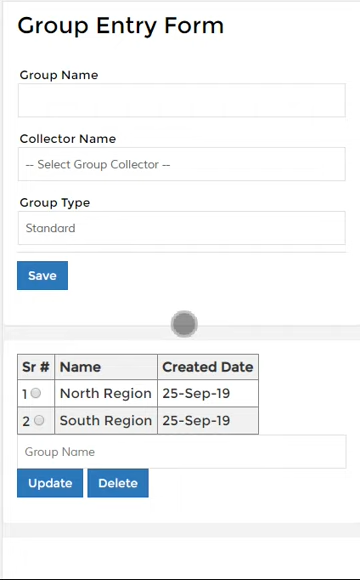 Group Entry Form
Group Name
Collector Name
-- Select Group Collector --
Group Type
Standard
Save
Sr # Name Created Date
1 North Region 25-Sep-19
2 South Region 25-Sep-19
Group Name
Update Delete